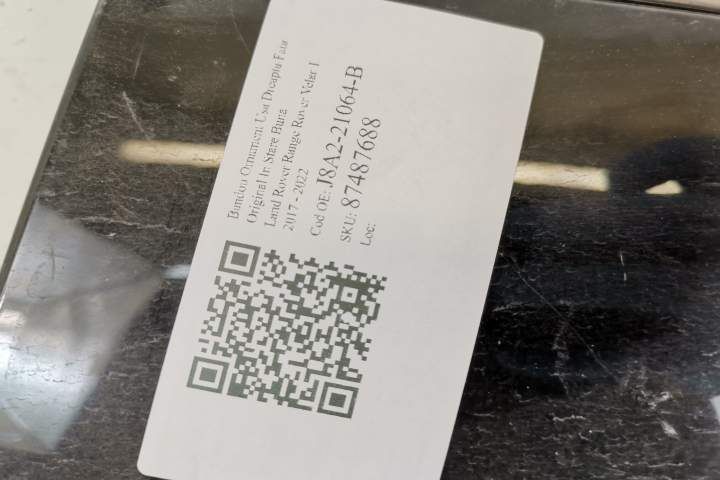 Bandou Ornament Usa Dreapta Fata
Original In Stare Buna
Land Rover Range Rover Velar 1
2017 - 2022
Cod OE: J8A2-21064-B
SKU: 87487688
Loc: